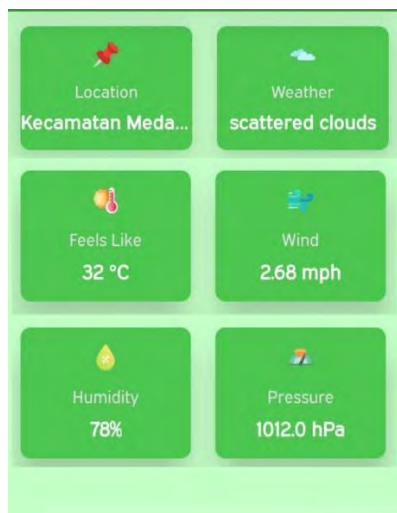 Location
Kecamatan Meda...
Weather
scattered clouds
Feels Like
32 °C
Wind
2.68 mph
Humidity
78%
Pressure
1012.0 hPa